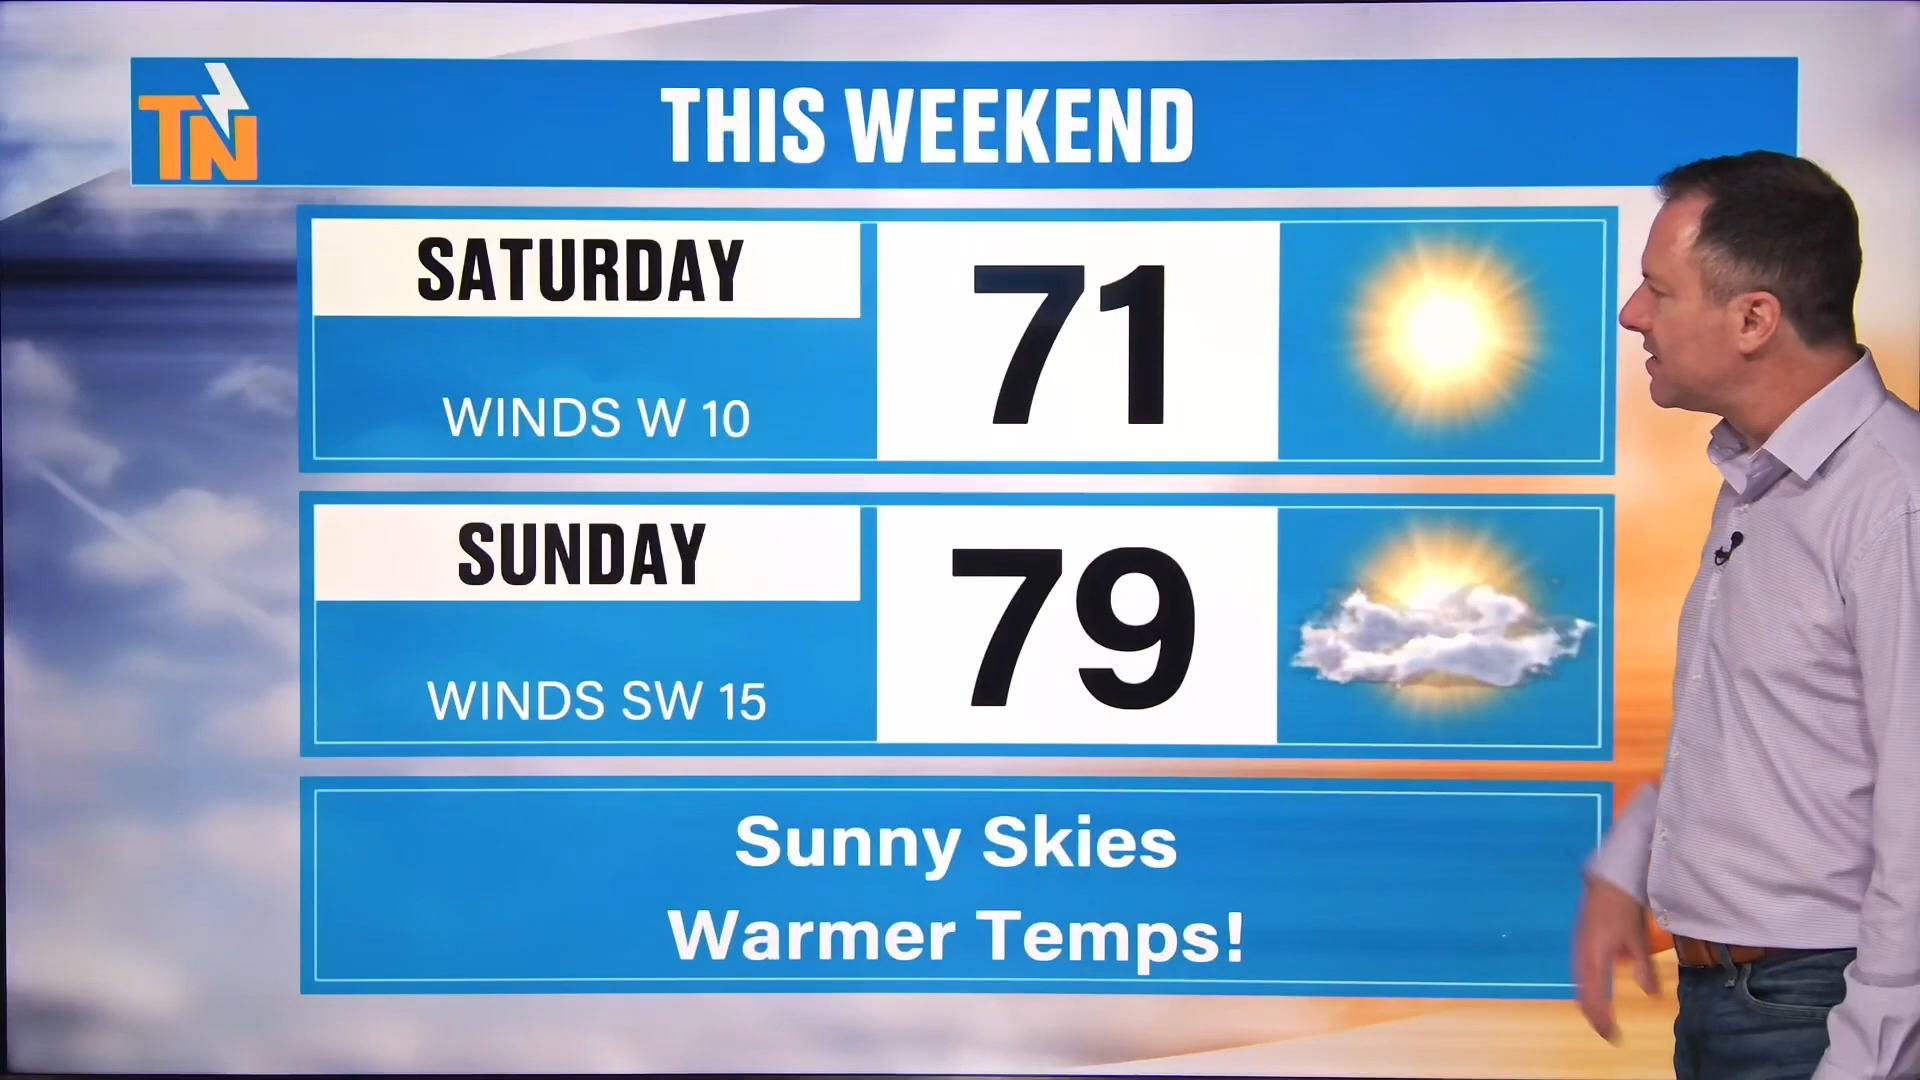 TN
THIS WEEKEND
SATURDAY
WINDS W 10
71
SUNDAY
WINDS SW 15
79
Sunny Skies
Warmer Temps!